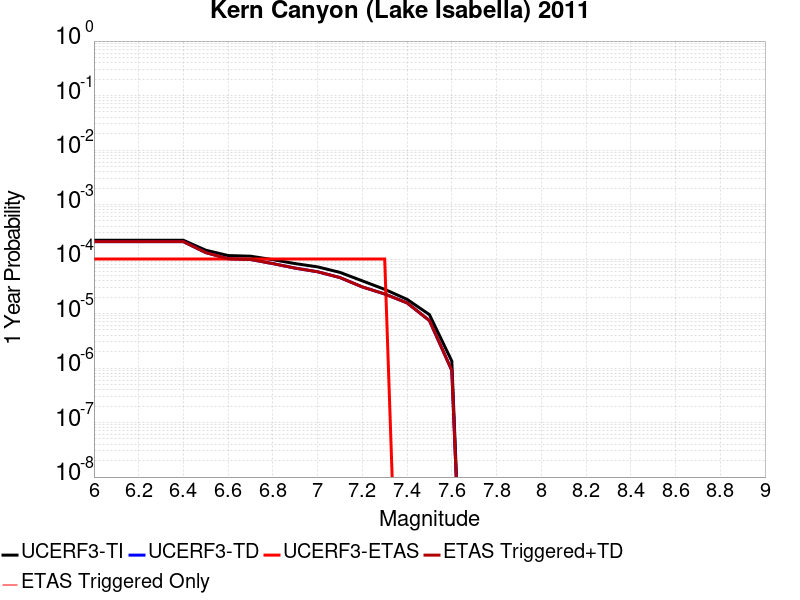 Kern Canyon (Lake Isabella) 2011
10^0
10^-1
10^-2
10^-3
10^-4
10^-5
10^-6
10^-7
10^-8
1 Year Probability
6 6.2 6.4 6.6 6.8 7 7.2 7.4 7.6 7.8 8 8.2 8.4 8.6 8.8 9
Magnitude
UCERF3-TI UCERF3-TD UCERF3-ETAS ETAS Triggered+TD
ETAS Triggered Only